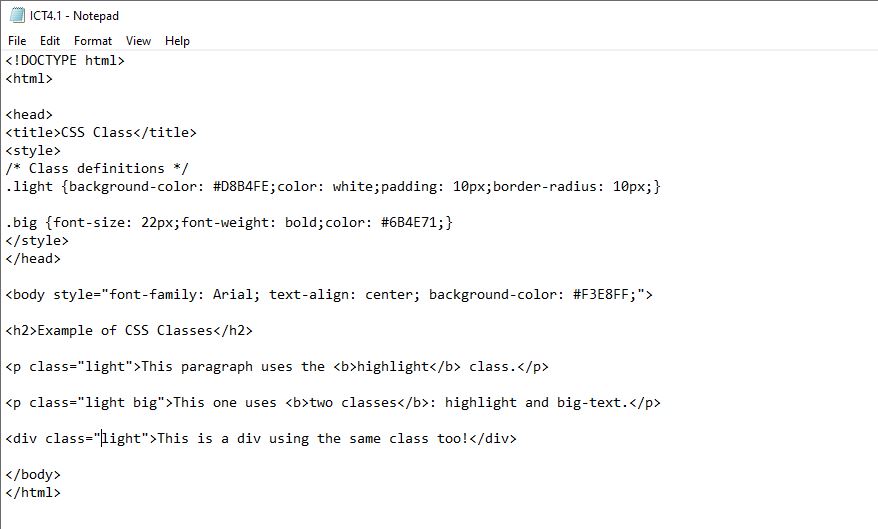 ICT4.1 - Notepad
File Edit Format View Help
<!DOCTYPE html>
<html>
<head>
<title>CSS Class</title>
<style>
/* Class definitions */
.light {background-color: #D8B4FE;color: white;padding: 10px;border-radius: 10px;}
.big {font-size: 22px;font-weight: bold;color: #6B4E71;}
</style>
</head>
<body style="font-family: Arial; text-align: center; background-color: #F3E8FF;">
<h2>Example of CSS Classes</h2>
<p class="light">This paragraph uses the <b>highlight</b> class.</p>
<p class="light big">This one uses <b>two classes</b>: highlight and big-text.</p>
<div class="light">This is a div using the same class too!</div>
</body>
</html>